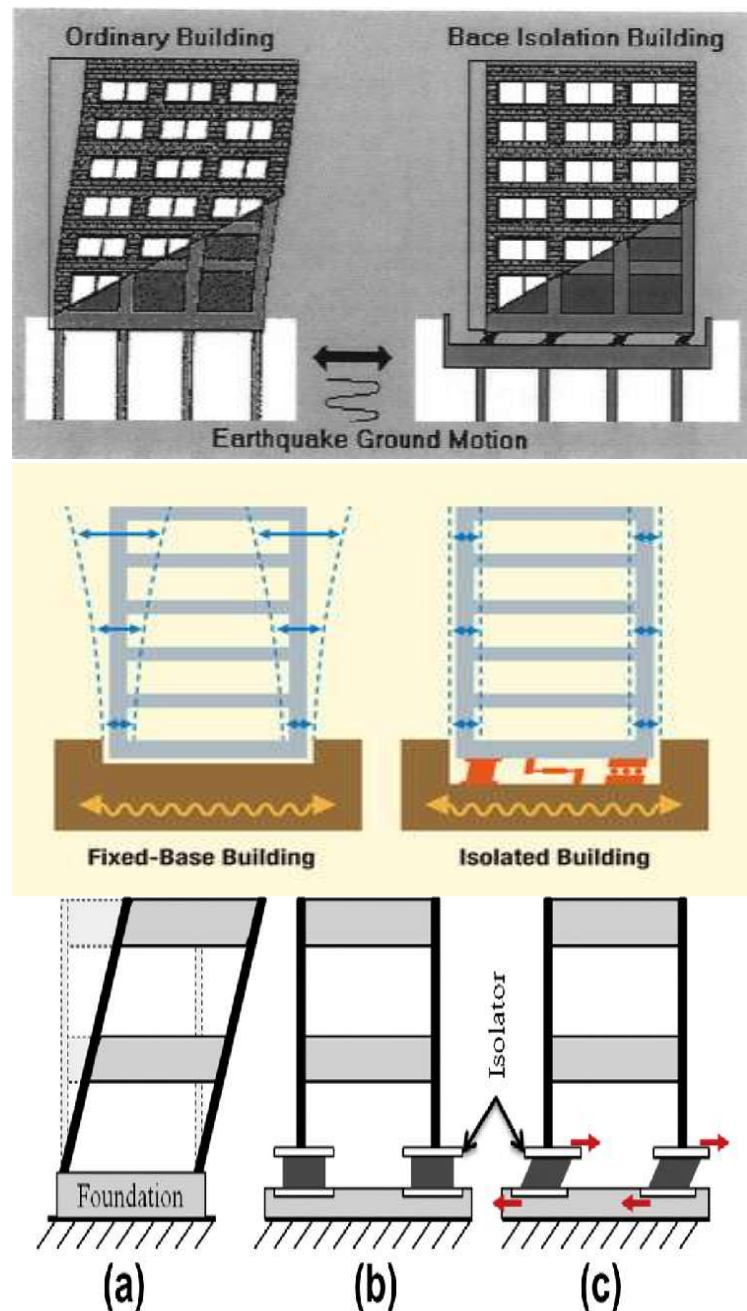 Ordinary Building
Bace Isolation Building
Earthquake Ground Motion
Fixed-Base Building
Isolated Building
Isolator
Foundation
(a)
(b)
(c)